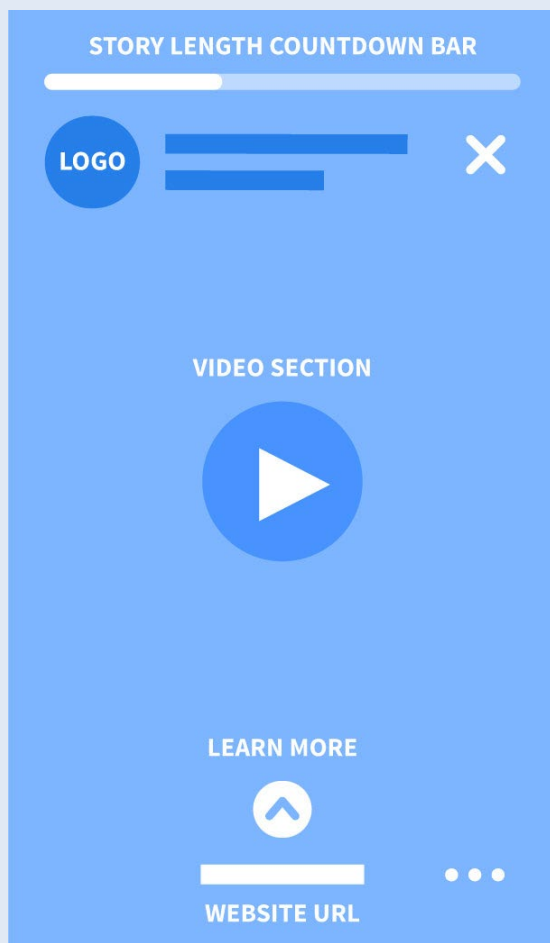 STORY LENGTH COUNTDOWN BAR
LOGO
VIDEO SECTION
LEARN MORE
WEBSITE URL